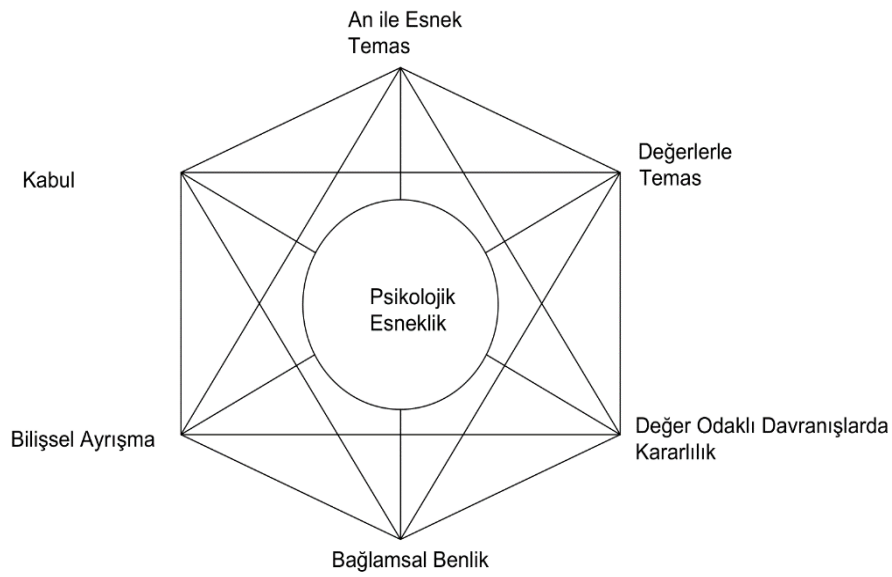 An ile Esnek
Temas
Kabul
Değerlerle
Temas
Psikolojik
Esneklik
Bilişsel Ayrışma
Değer Odaklı Davranışlarda
Kararlılık
Bağlamsal Benlik